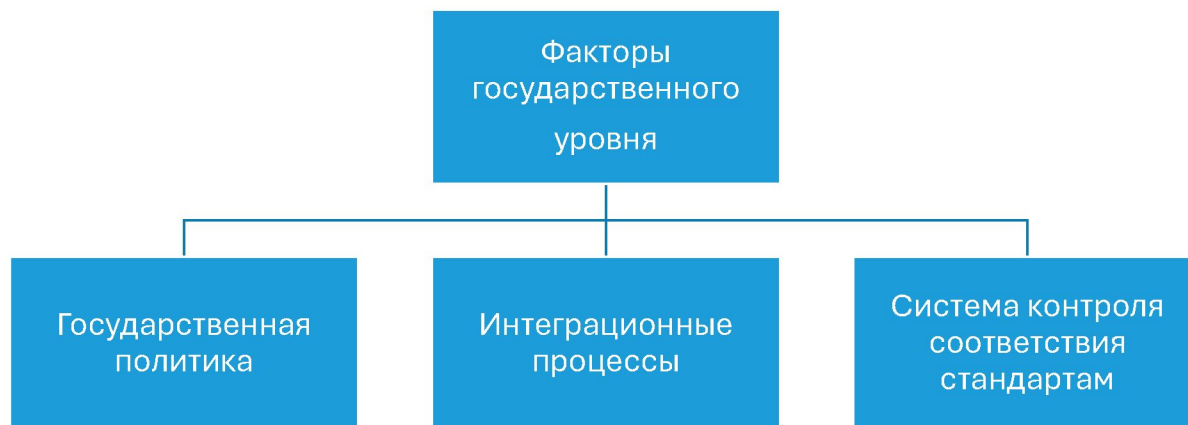 Факторы
государственного
уровня
Государственная
политика
Интеграционные
процессы
Система контроля
соответствия
стандартам